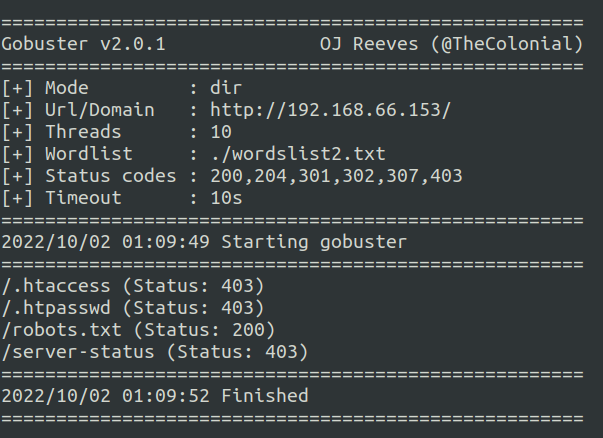 =====================================================
Gobuster v2.0.1              OJ Reeves (@TheColonial)
=====================================================
[+] Mode         : dir
[+] Url/Domain   : http://192.168.66.153/
[+] Threads      : 10
[+] Wordlist     : ./wordslist2.txt
[+] Status codes : 200,204,301,302,307,403
[+] Timeout      : 10s
=====================================================
2022/10/02 01:09:49 Starting gobuster
=====================================================
/.htaccess (Status: 403)
/.htpasswd (Status: 403)
/robots.txt (Status: 200)
/server-status (Status: 403)
=====================================================
2022/10/02 01:09:52 Finished
=====================================================